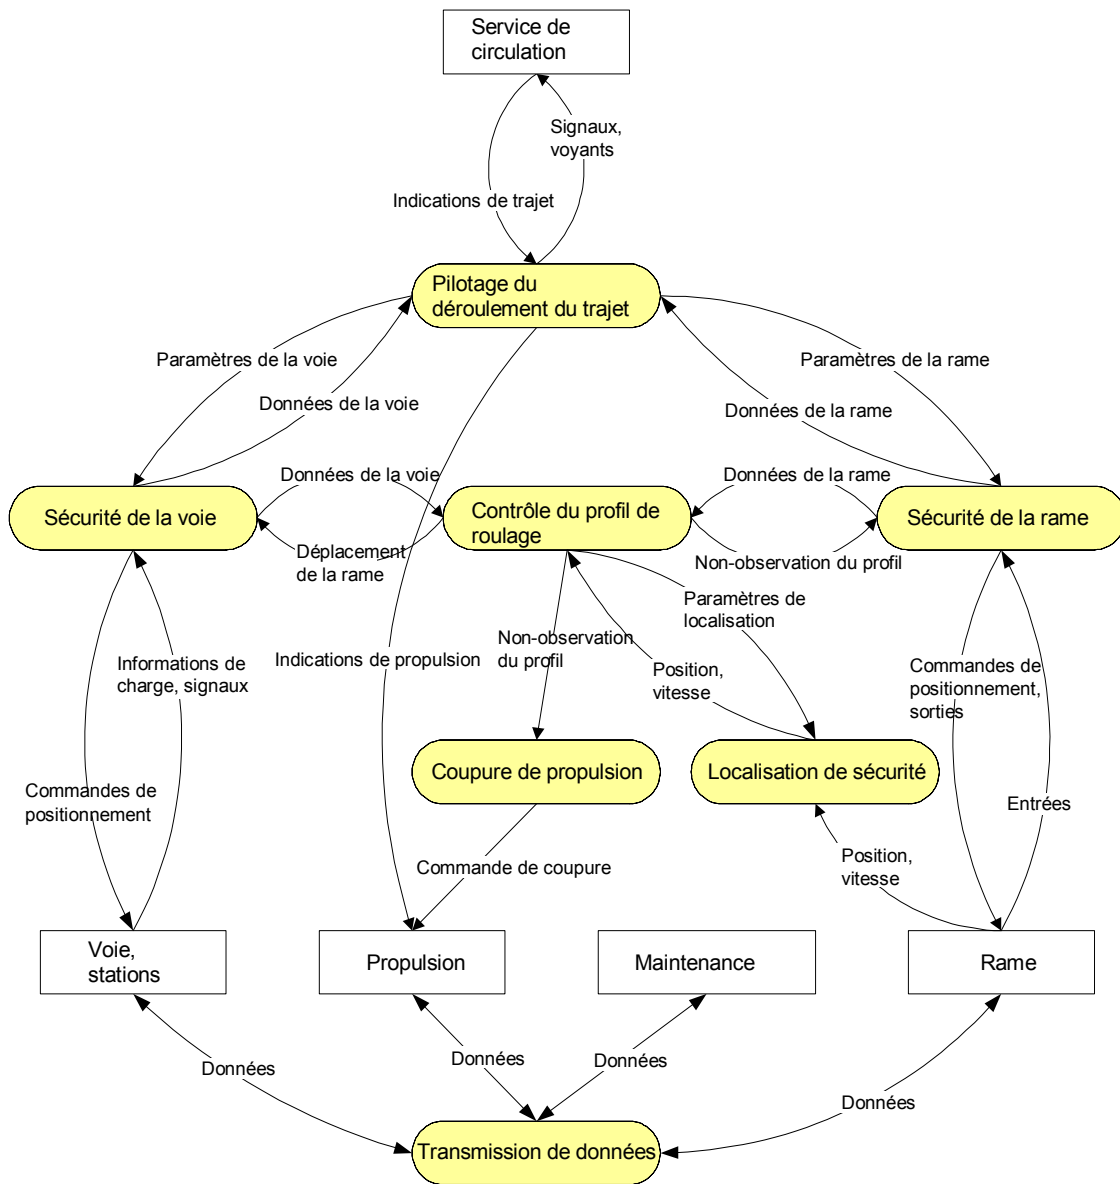 Service de
circulation
Signaux,
voyants
Indications de trajet
Pilotage du
déroulement du trajet
Paramètres de la voie
Paramètres de la rame
Données de la voie
Données de la rame
Données de la voie
Données de la rame
Sécurité de la voie
Contrôle du profil de
roulage
Sécurité de la rame
Déplacement
de la rame
Non-observation du profil
Paramètres de
localisation
Non-observation
du profil
Informations de
charge, signaux
Indications de propulsion
Position,
vitesse
Commandes de
positionnement,
sorties
Coupure de propulsion
Localisation de sécurité
Commandes de
positionnement
Entrées
Commande de coupure
Position,
vitesse
Voie,
stations
Propulsion
Maintenance
Rame
Données
Données
Données
Données
Transmission de données